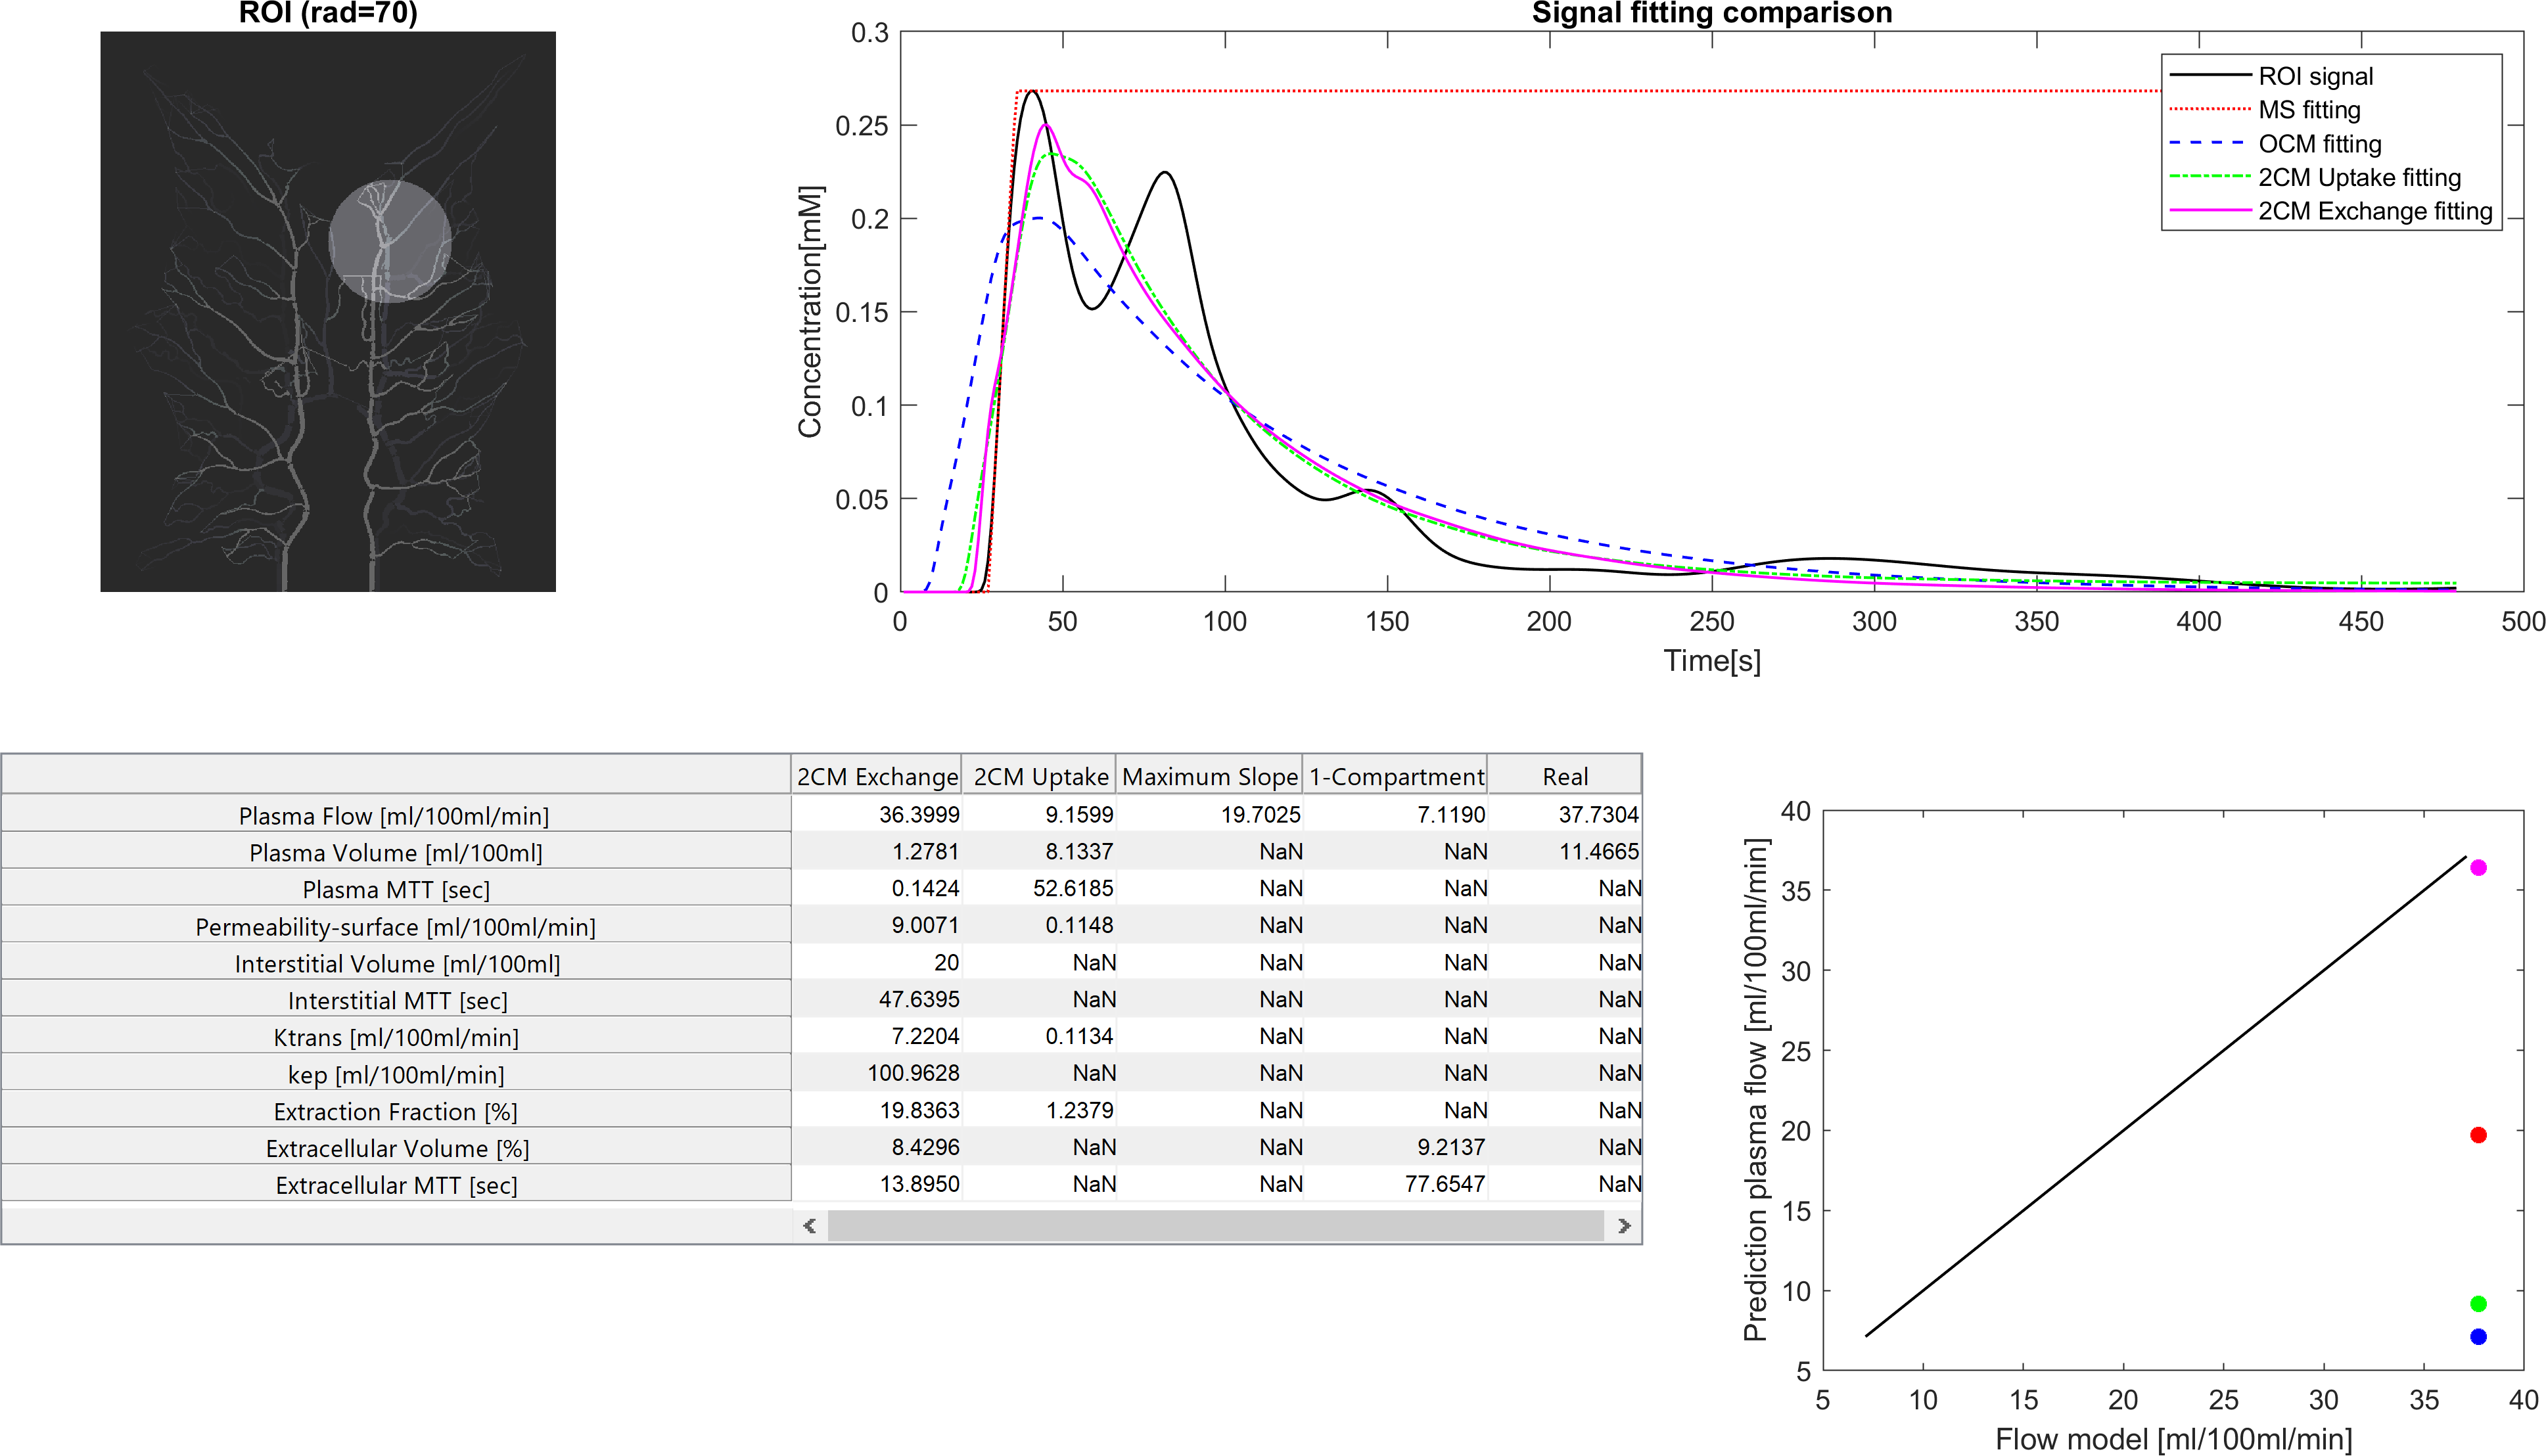 ROI (rad=70)
Signal fitting comparison
0.3
0.25
0.2
0.15
0.1
0.05
0
Concentration[mM]
0 50 100 150 200 250 300 350 400 450 500
Time[s]
ROI signal
MS fitting
OCM fitting
2CM Uptake fitting
2CM Exchange fitting
2CM Exchange 2CM Uptake Maximum Slope 1-Compartment Real
Plasma Flow [ml/100ml/min] 36.3999 9.1599 19.7025 7.1190 37.7304
Plasma Volume [ml/100ml] 1.2781 8.1337 NaN NaN 11.4665
Plasma MTT [sec] 0.1424 52.6185 NaN NaN NaN
Permeability-surface [ml/100ml/min] 9.0071 0.1148 NaN NaN NaN
Interstitial Volume [ml/100ml] 20 NaN NaN NaN NaN
Interstitial MTT [sec] 47.6395 NaN NaN NaN NaN
Ktrans [ml/100ml/min] 7.2204 0.1134 NaN NaN NaN
kep [ml/100ml/min] 100.9628 NaN NaN NaN NaN
Extraction Fraction [%] 19.8363 1.2379 NaN NaN NaN
Extracellular Volume [%] 8.4296 NaN NaN 9.2137 NaN
Extracellular MTT [sec] 13.8950 NaN NaN 77.6547 NaN
40
35
30
25
20
15
10
5
Prediction plasma flow [ml/100ml/min]
5 10 15 20 25 30 35 40
Flow model [ml/100ml/min]